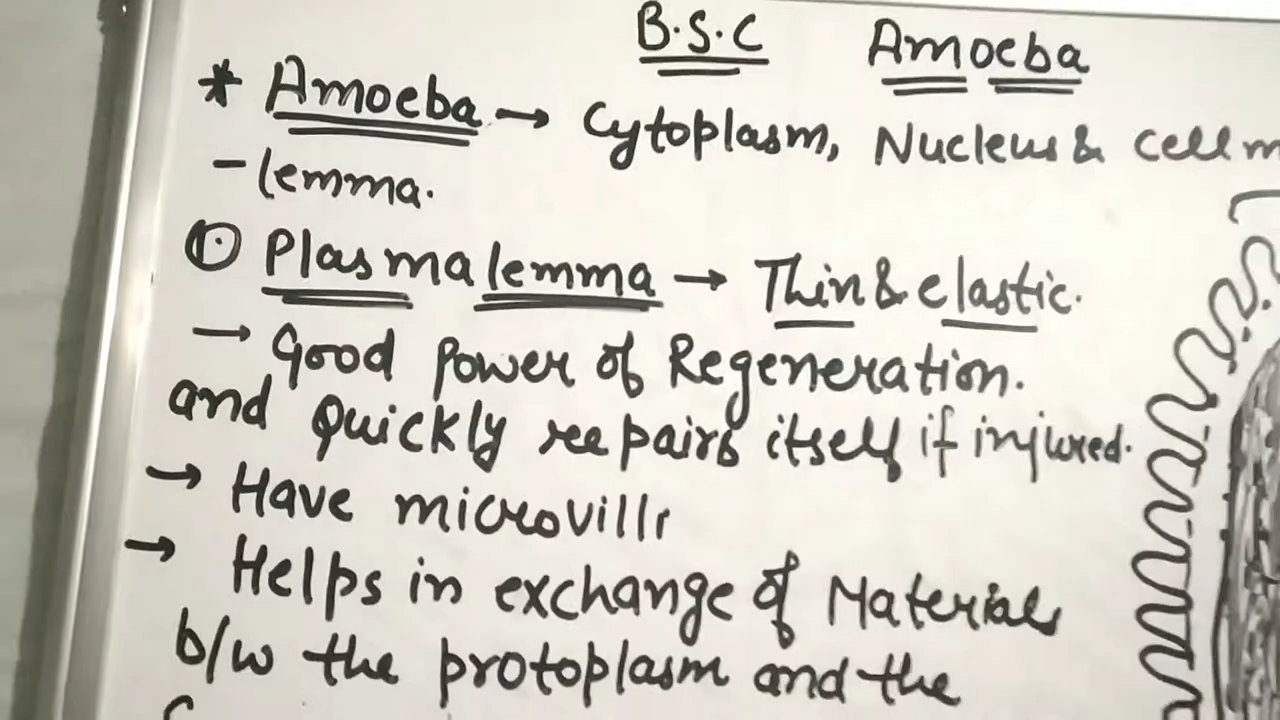 B.S.C Amoeba
* Amoeba → Cytoplasm, Nucleus & cell m
- lemma.
① Plasmalemma → Thin & elastic.
→ Good Power of Regeneration.
and quickly reepairs itself if injured.
→ Have microvilli
→ Helps in exchange of Materials
b/w the protoplasm and the